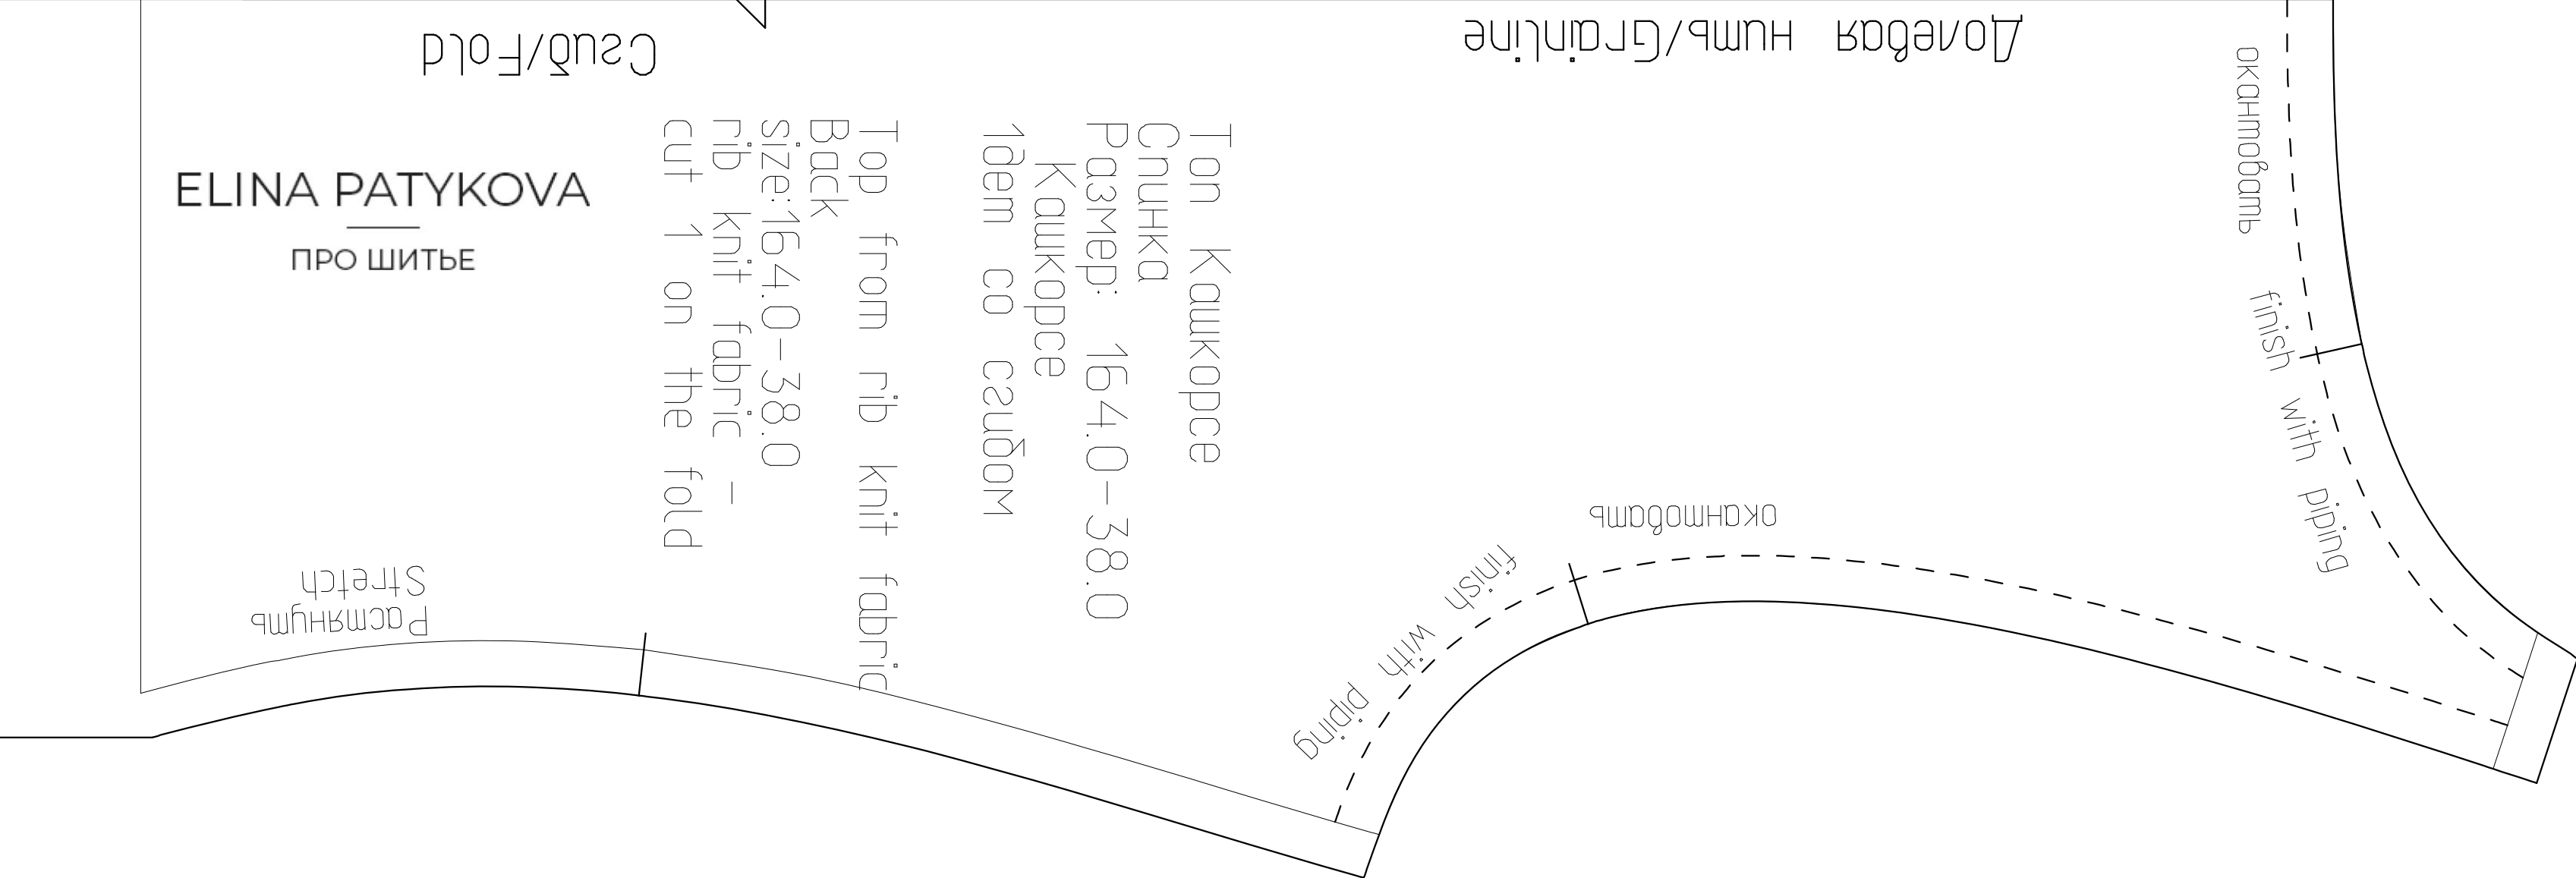 Сгиб/Fold
Долевая нить/Grainline
ELINA PATYKOVA
ПРО ШИТЬЕ
Топ Кашкорсе
Спинка
Размер: 164.0-38.0
Кашкорсе
1дет со сгибом
Top from rib knit fabric
Back
size:164.0-38.0
rib knit fabric -
cut 1 on the fold
окантовать
finish with piping
окантовать
finish with piping
Растянуть
Stretch